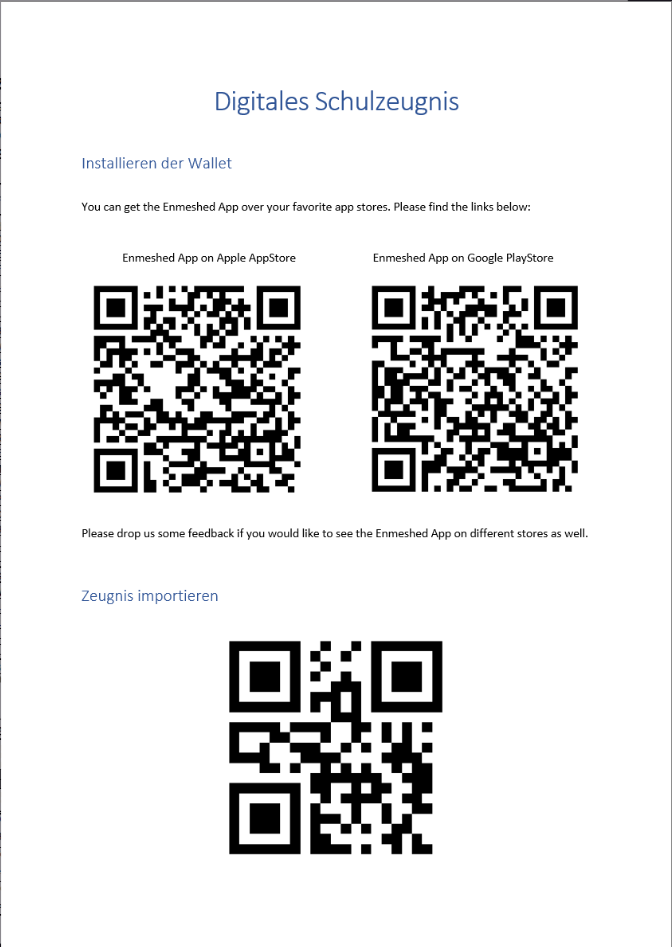 Digitales Schulzeugnis
Installieren der Wallet
You can get the Enmeshed App over your favorite app stores. Please find the links below:
Enmeshed App on Apple AppStore
Enmeshed App on Google PlayStore
Please drop us some feedback if you would like to see the Enmeshed App on different stores as well.
Zeugnis importieren